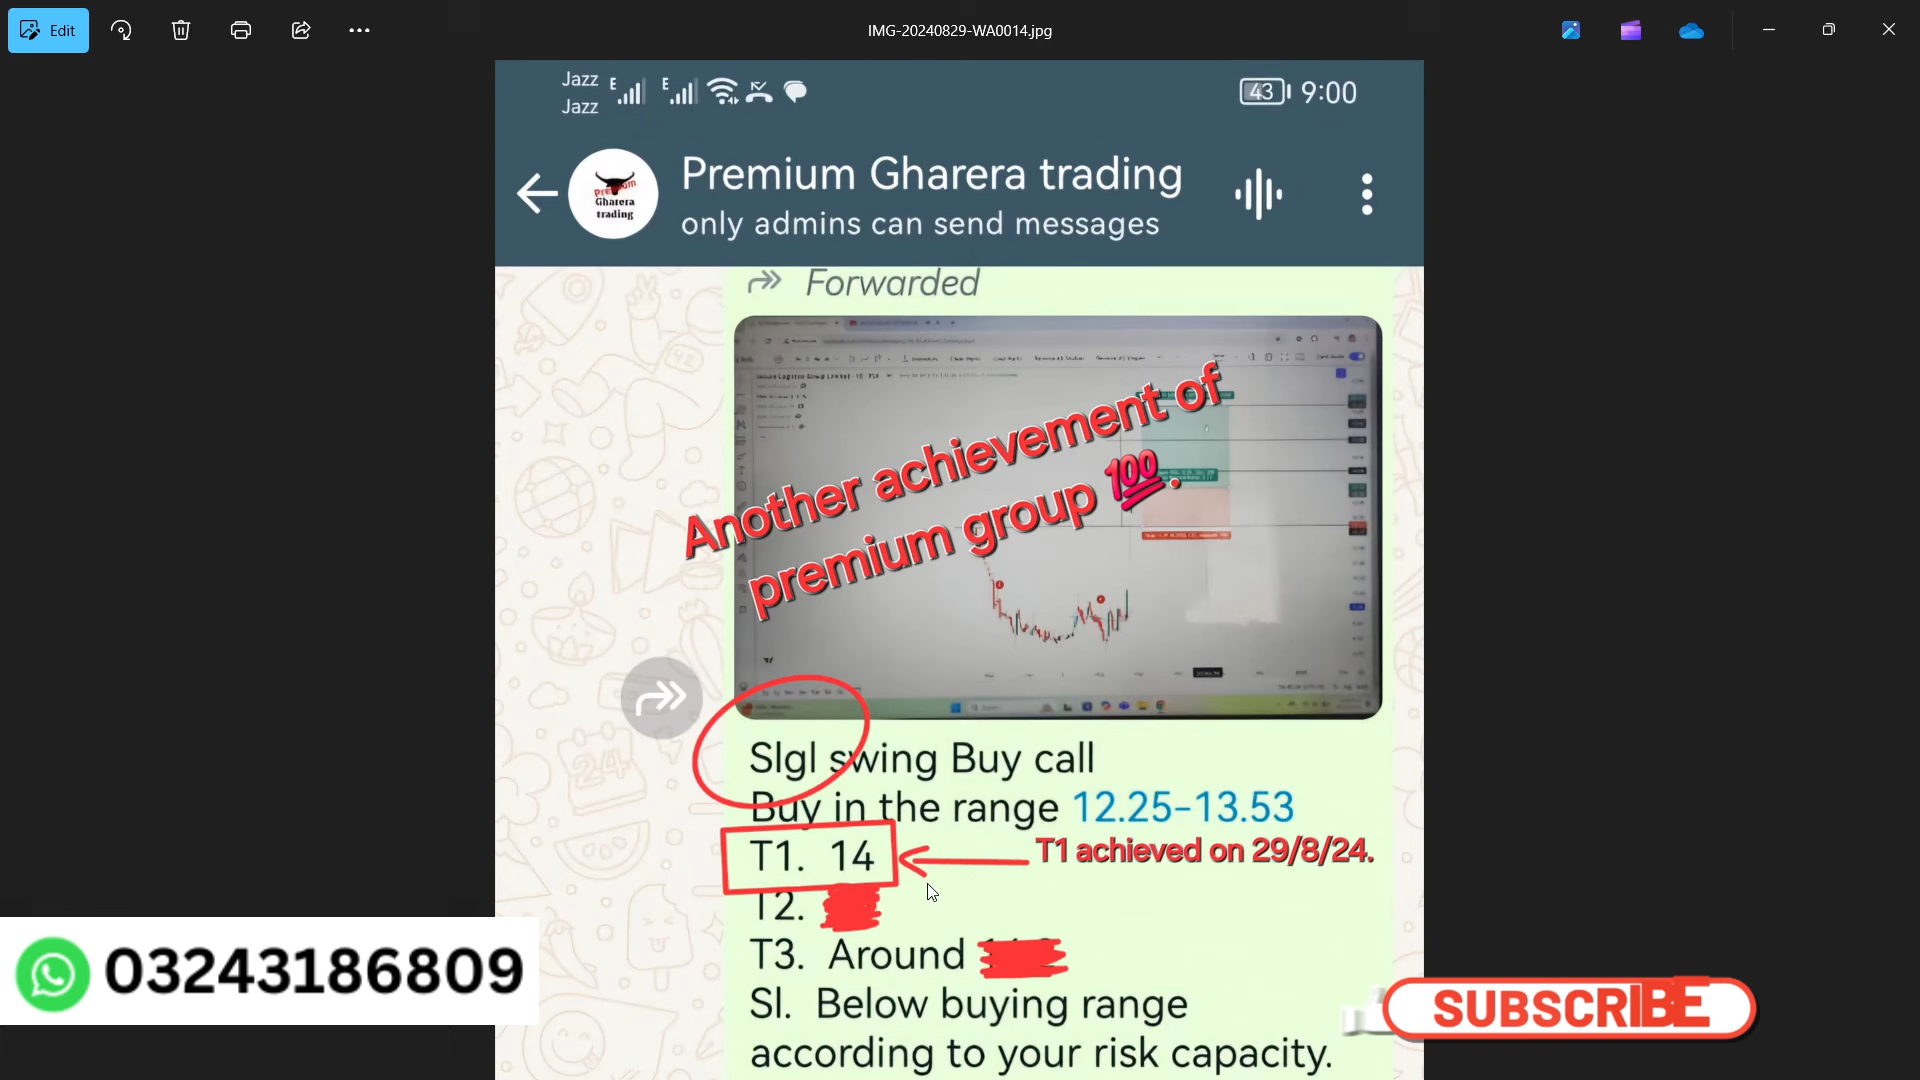 Edit
IMG-20240829-WA0014.jpg
Jazz
Jazz
E
E
43
9:00
Premium
Gharera
trading
Premium Gharera trading
only admins can send messages
Forwarded
Another achievement of
premium group 💯.
Slgl swing Buy call
Buy in the range 12.25-13.53
T1. 14
T1 achieved on 29/8/24.
T2.
T3. Around
Sl. Below buying range
according to your risk capacity.
03243186809
SUBSCRIBE